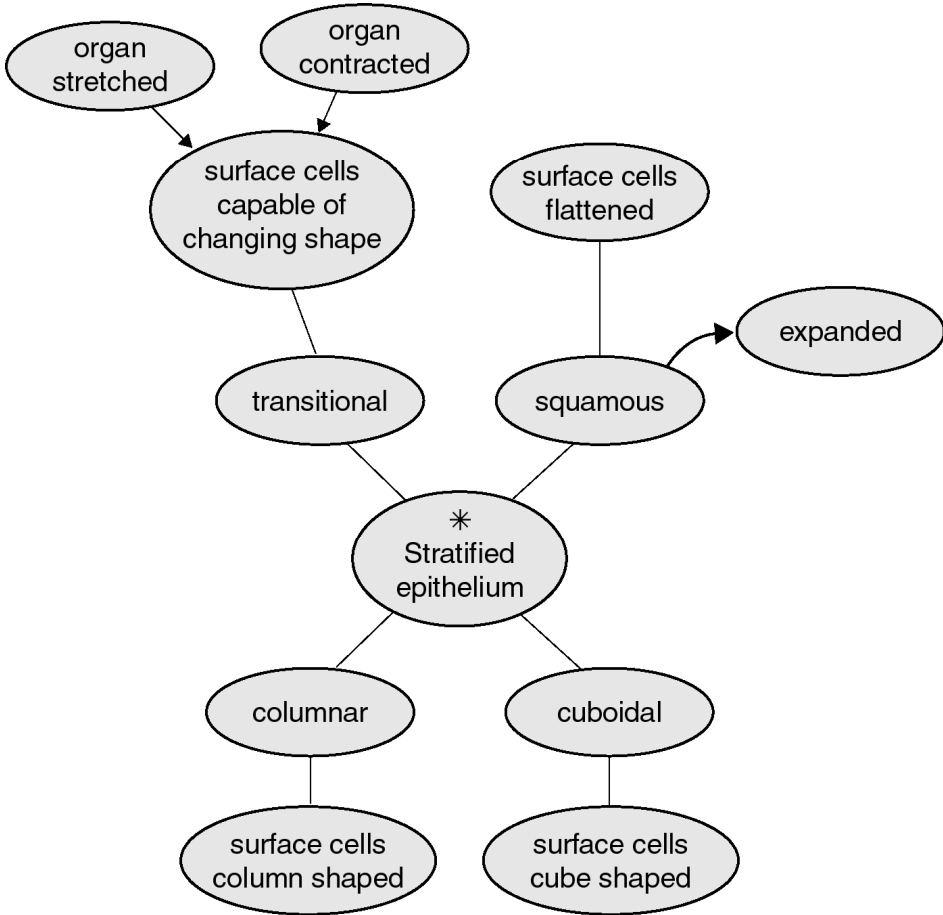 organ
stretched
organ
contracted
surface cells
capable of
changing shape
surface cells
flattened
expanded
transitional
squamous
✳
Stratified
epithelium
columnar
cuboidal
surface cells
column shaped
surface cells
cube shaped